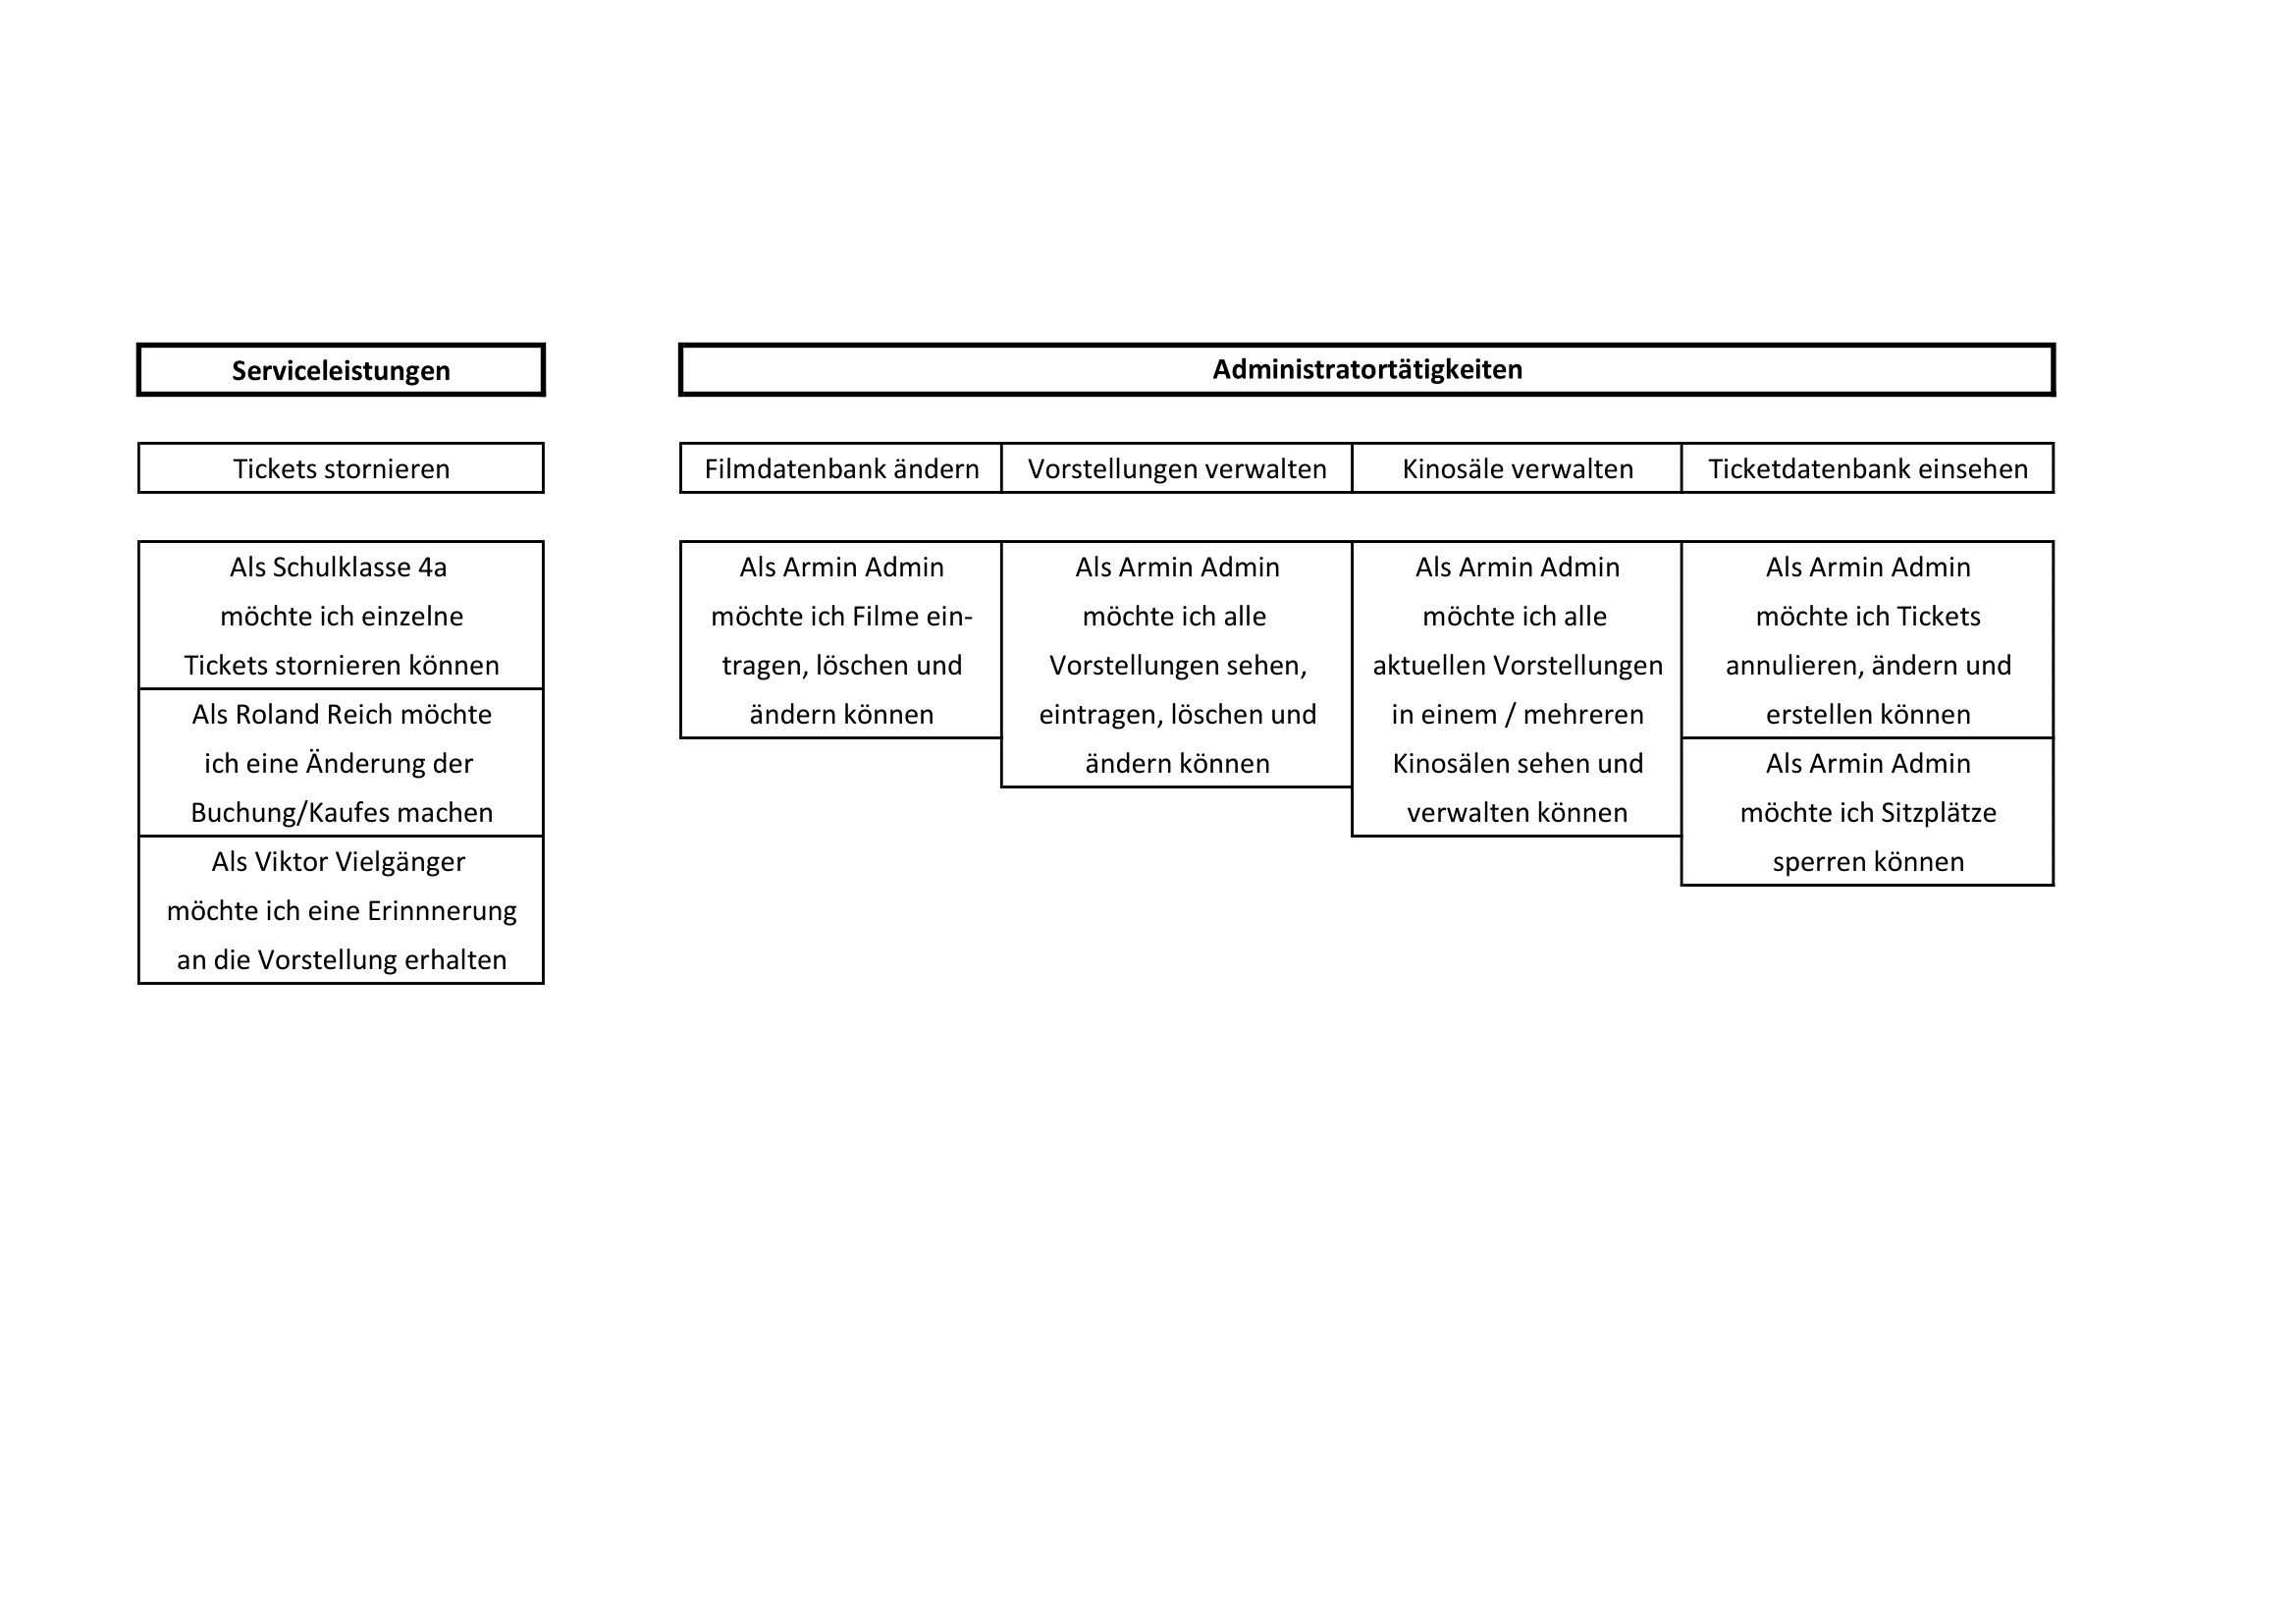 Serviceleistungen
Administratortätigkeiten
Tickets stornieren
Filmdatenbank ändern
Vorstellungen verwalten
Kinosäle verwalten
Ticketdatenbank einsehen
Als Schulklasse 4a
möchte ich einzelne
Tickets stornieren können
Als Roland Reich möchte
ich eine Änderung der
Buchung/Kaufes machen
Als Viktor Vielgänger
möchte ich eine Erinnnerung
an die Vorstellung erhalten
Als Armin Admin
möchte ich Filme ein-
tragen, löschen und
ändern können
Als Armin Admin
möchte ich alle
Vorstellungen sehen,
eintragen, löschen und
ändern können
Als Armin Admin
möchte ich alle
aktuellen Vorstellungen
in einem / mehreren
Kinosälen sehen und
verwalten können
Als Armin Admin
möchte ich Tickets
annulieren, ändern und
erstellen können
Als Armin Admin
möchte ich Sitzplätze
sperren können